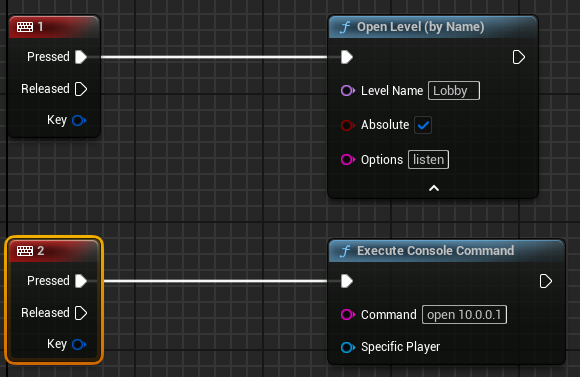 1
Pressed
Released
Key
Open Level (by Name)
Level Name Lobby
Absolute
Options listen
2
Pressed
Released
Key
Execute Console Command
Command open 10.0.0.1
Specific Player